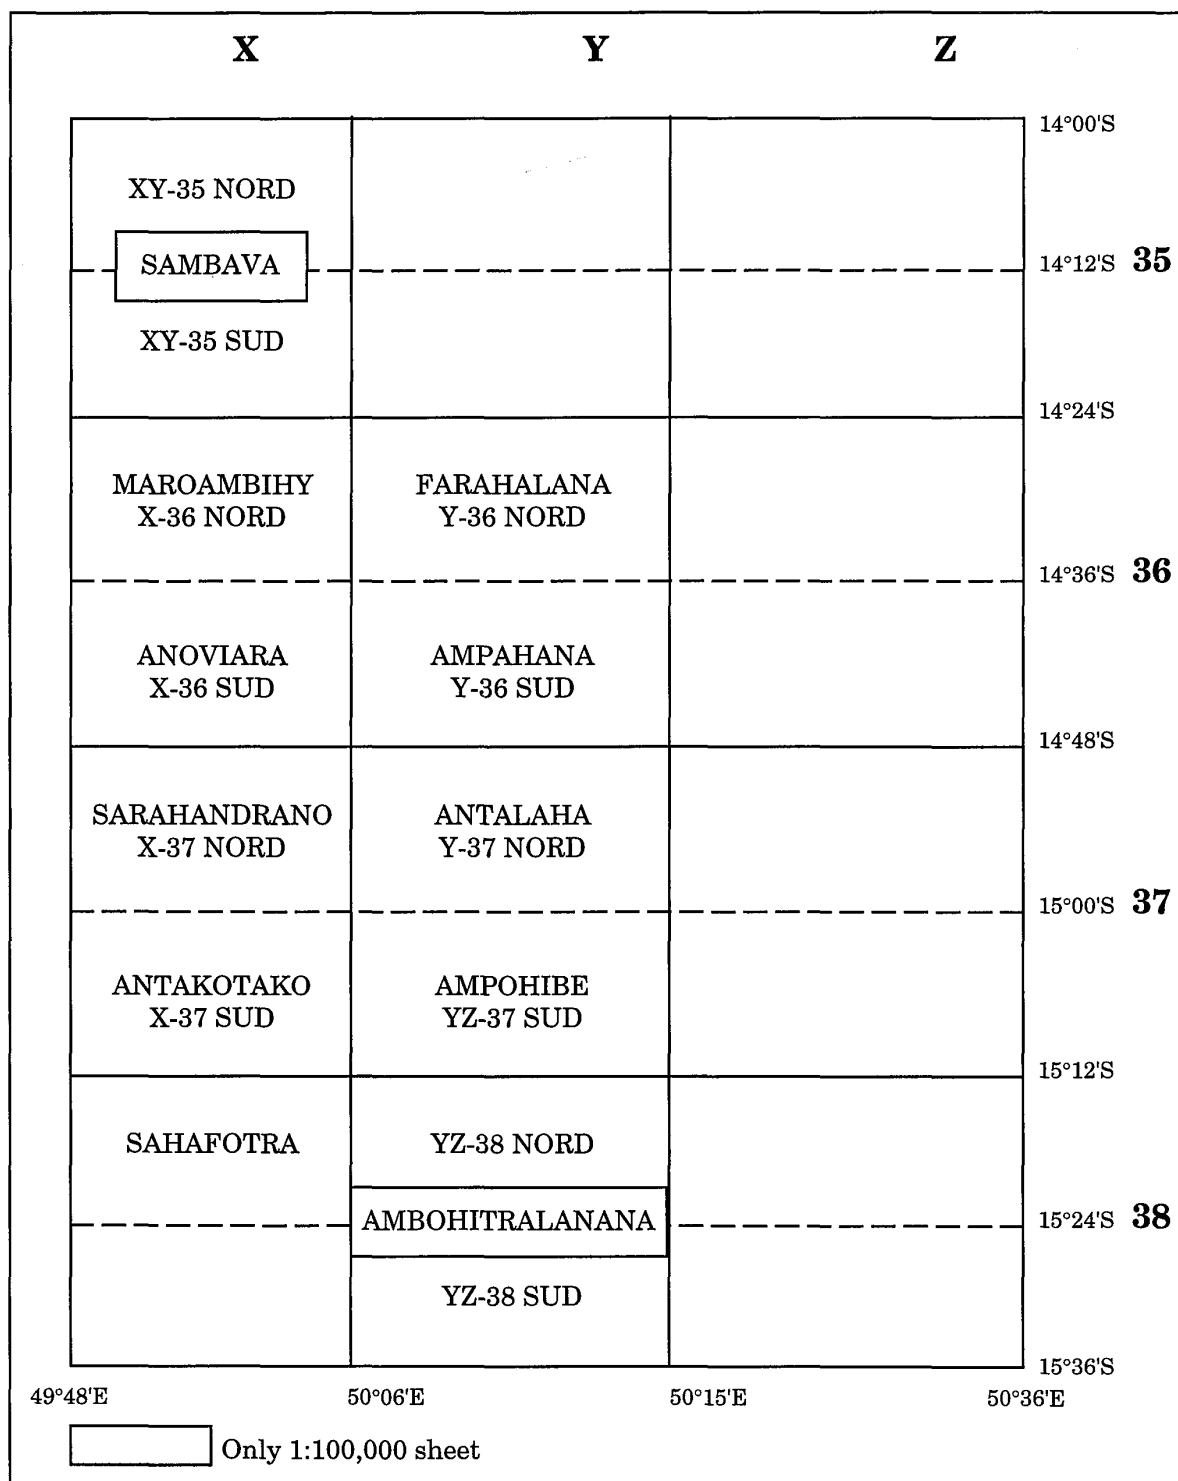 X Y Z
14°00'S
XY-35 NORD
SAMBAVA
14°12'S 35
XY-35 SUD
14°24'S
MAROAMBIHY FARAHALANA
X-36 NORD Y-36 NORD
14°36'S 36
ANOVIARA AMPAHANA
X-36 SUD Y-36 SUD
14°48'S
SARAHANDRANO ANTALAHA
X-37 NORD Y-37 NORD
15°00'S 37
ANTAKOTAKO AMPOHIBE
X-37 SUD YZ-37 SUD
15°12'S
SAHAFOTRA YZ-38 NORD
AMBOHITRALANANA 15°24'S 38
YZ-38 SUD
15°36'S
49°48'E 50°06'E 50°15'E 50°36'E
Only 1:100,000 sheet